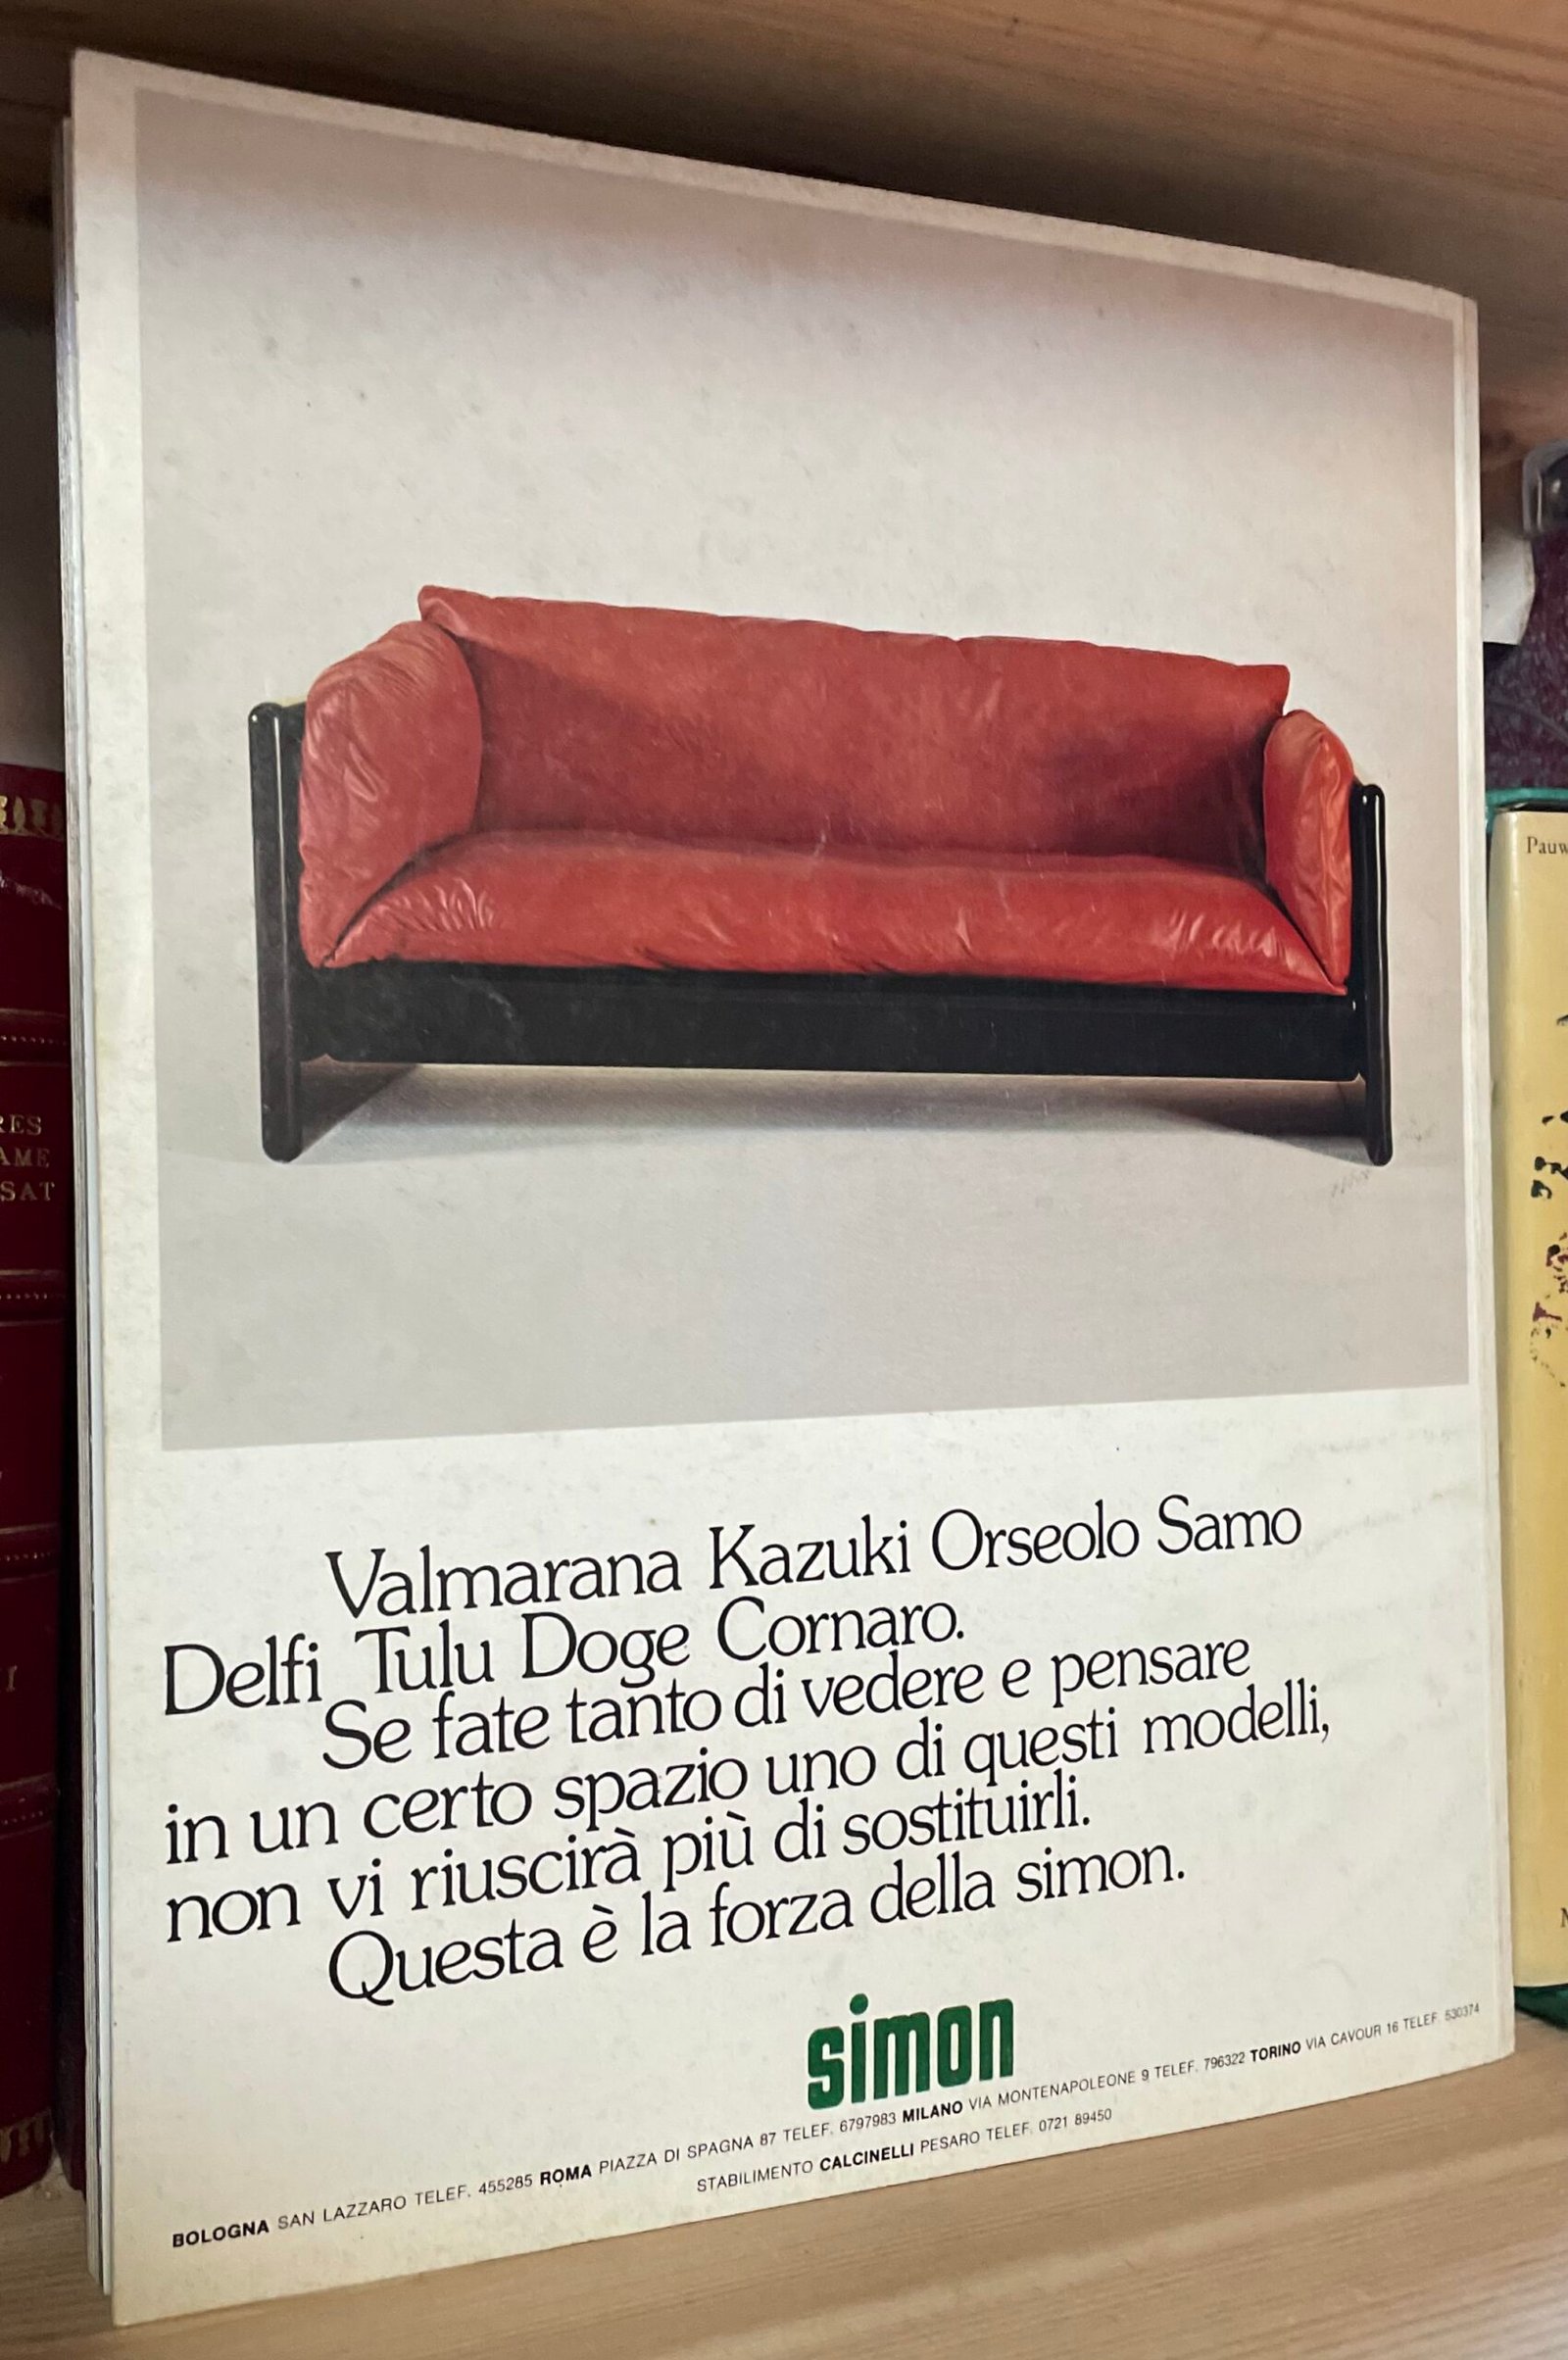 Valmarana Kazuki Orseolo Samo
Delfi Tulu Doge Cornaro.
Se fate tanto di vedere e pensare
in un certo spazio uno di questi modelli,
non vi riuscirà più di sostituirli.
Questa è la forza della simon.
simon
BOLOGNA SAN LAZZARO TELEF. 455285 ROMA PIAZZA DI SPAGNA 87 TELEF. 6797983 MILANO VIA MONTENAPOLEONE 9 TELEF. 796322 TORINO VIA CAVOUR 16 TELEF. 530374
STABILIMENTO CALCINELLI PESARO TELEF. 0721 89450